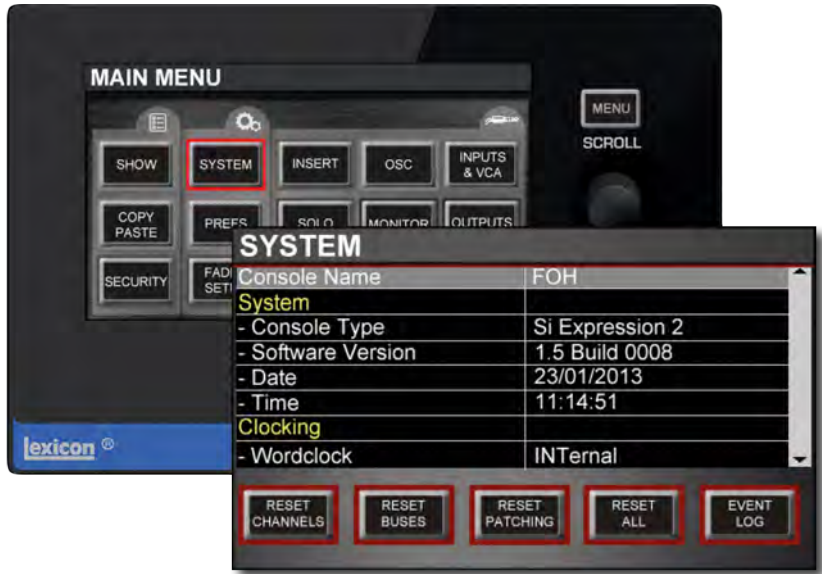 MAIN MENU
MENU
SCROLL
SHOW
SYSTEM
INSERT
OSC
INPUTS
& VCA
COPY
PASTE
PREFS
SOLO
MONITOR
OUTPUTS
SECURITY
SYSTEM
Console Name FOH
System
- Console Type Si Expression 2
- Software Version 1.5 Build 0008
- Date 23/01/2013
- Time 11:14:51
Clocking
- Wordclock INTernal
lexicon ®
RESET
CHANNELS
RESET
BUSES
RESET
PATCHING
RESET
ALL
EVENT
LOG